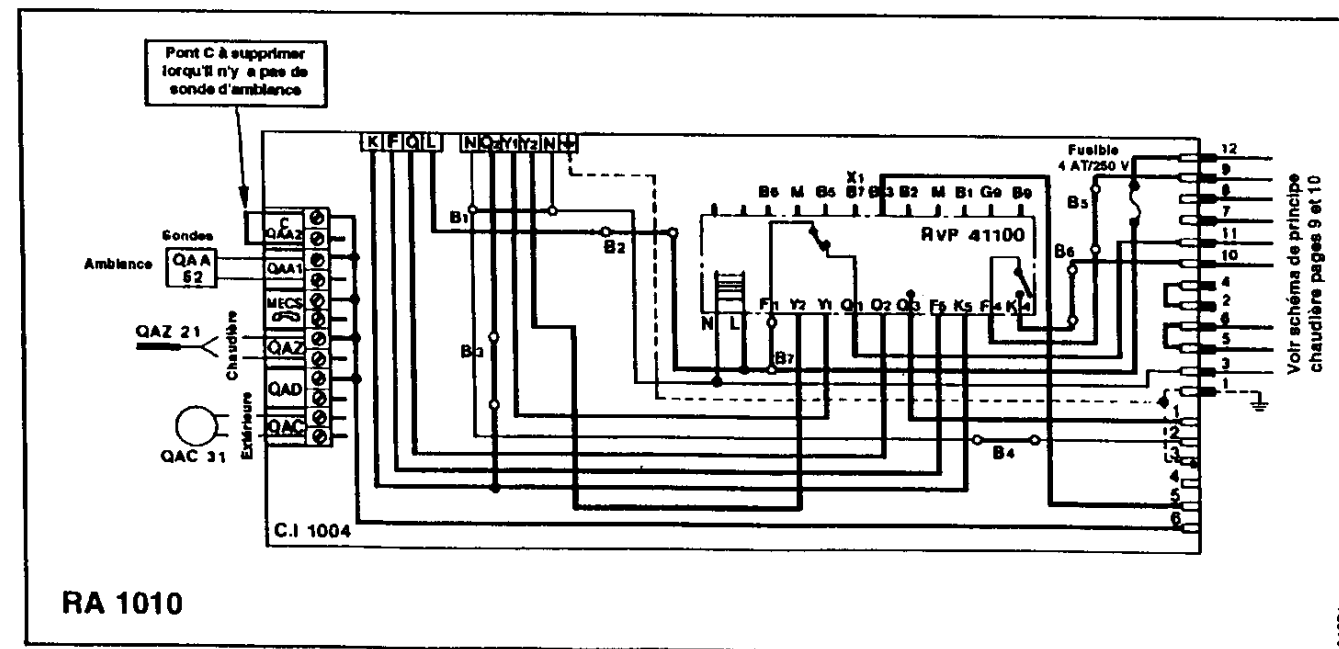 Pont C à supprimer
lorqu'il n'y a pas de
sonde d'ambiance
K F Q L N Q2 Y1 Y2 N
Fusible
4 AT/250 V
12
9
8
7
11
10
4
2
6
5
3
1
1
2
3
4
5
6
X1
B6 M B5 B7 B3 B2 M B1 G9 B9
RVP 41100
N L F1 Y2 Y1 Q1 Q2 Q3 F5 K5 F4 K4
B1
B2
B3
B4
B5
B6
B7
Sondes
Ambiance
QAA
52
C
QAA2
QAA1
MECS
QAZ
QAD
QAC
QAZ 21
Chaudière
Extérieure
QAC 31
C.I 1004
Voir schéma de principe
chaudière pages 9 et 10
RA 1010